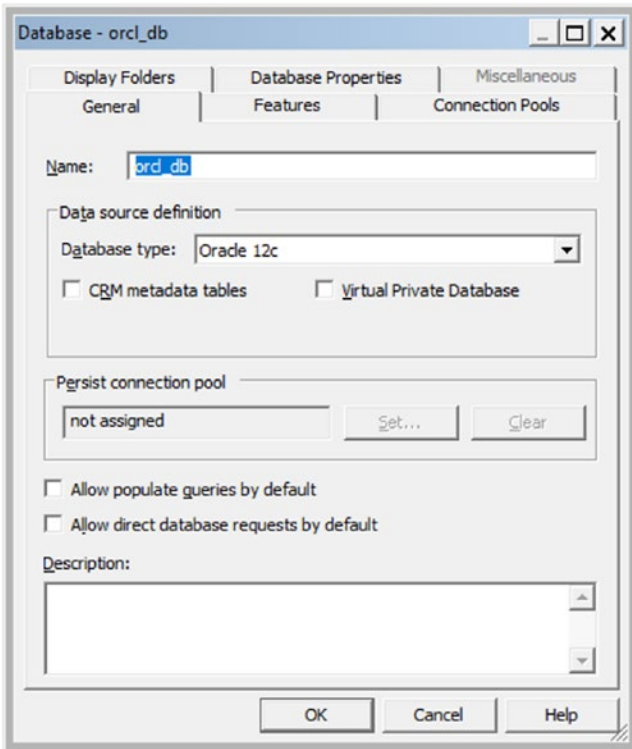 Database - orcl_db
Display Folders Database Properties Miscellaneous
General Features Connection Pools
Name: orcl_db
Data source definition
Database type: Oracle 12c
CRM metadata tables Virtual Private Database
Persist connection pool
not assigned Set... Clear
Allow populate queries by default
Allow direct database requests by default
Description:
OK Cancel Help